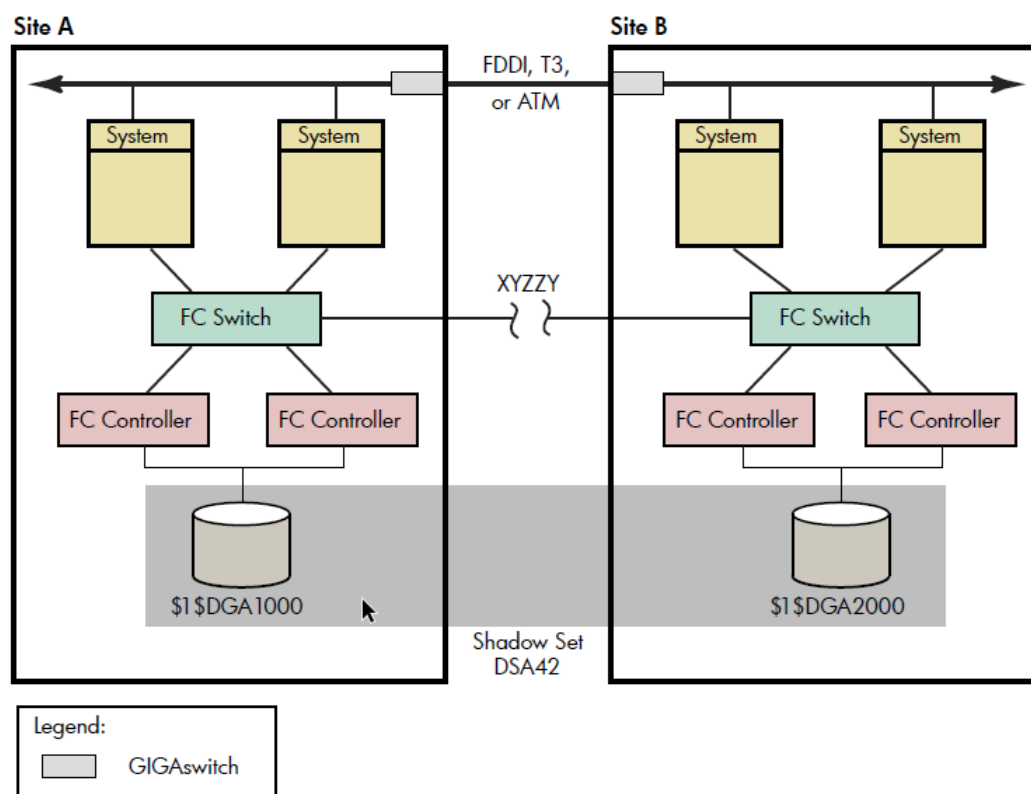 Site A
Site B
FDDI, T3,
or ATM
System
System
System
System
XYZZY
FC Switch
FC Switch
FC Controller
FC Controller
FC Controller
FC Controller
$1$DGA1000
$1$DGA2000
Shadow Set
DSA42
Legend:
GIGAswitch